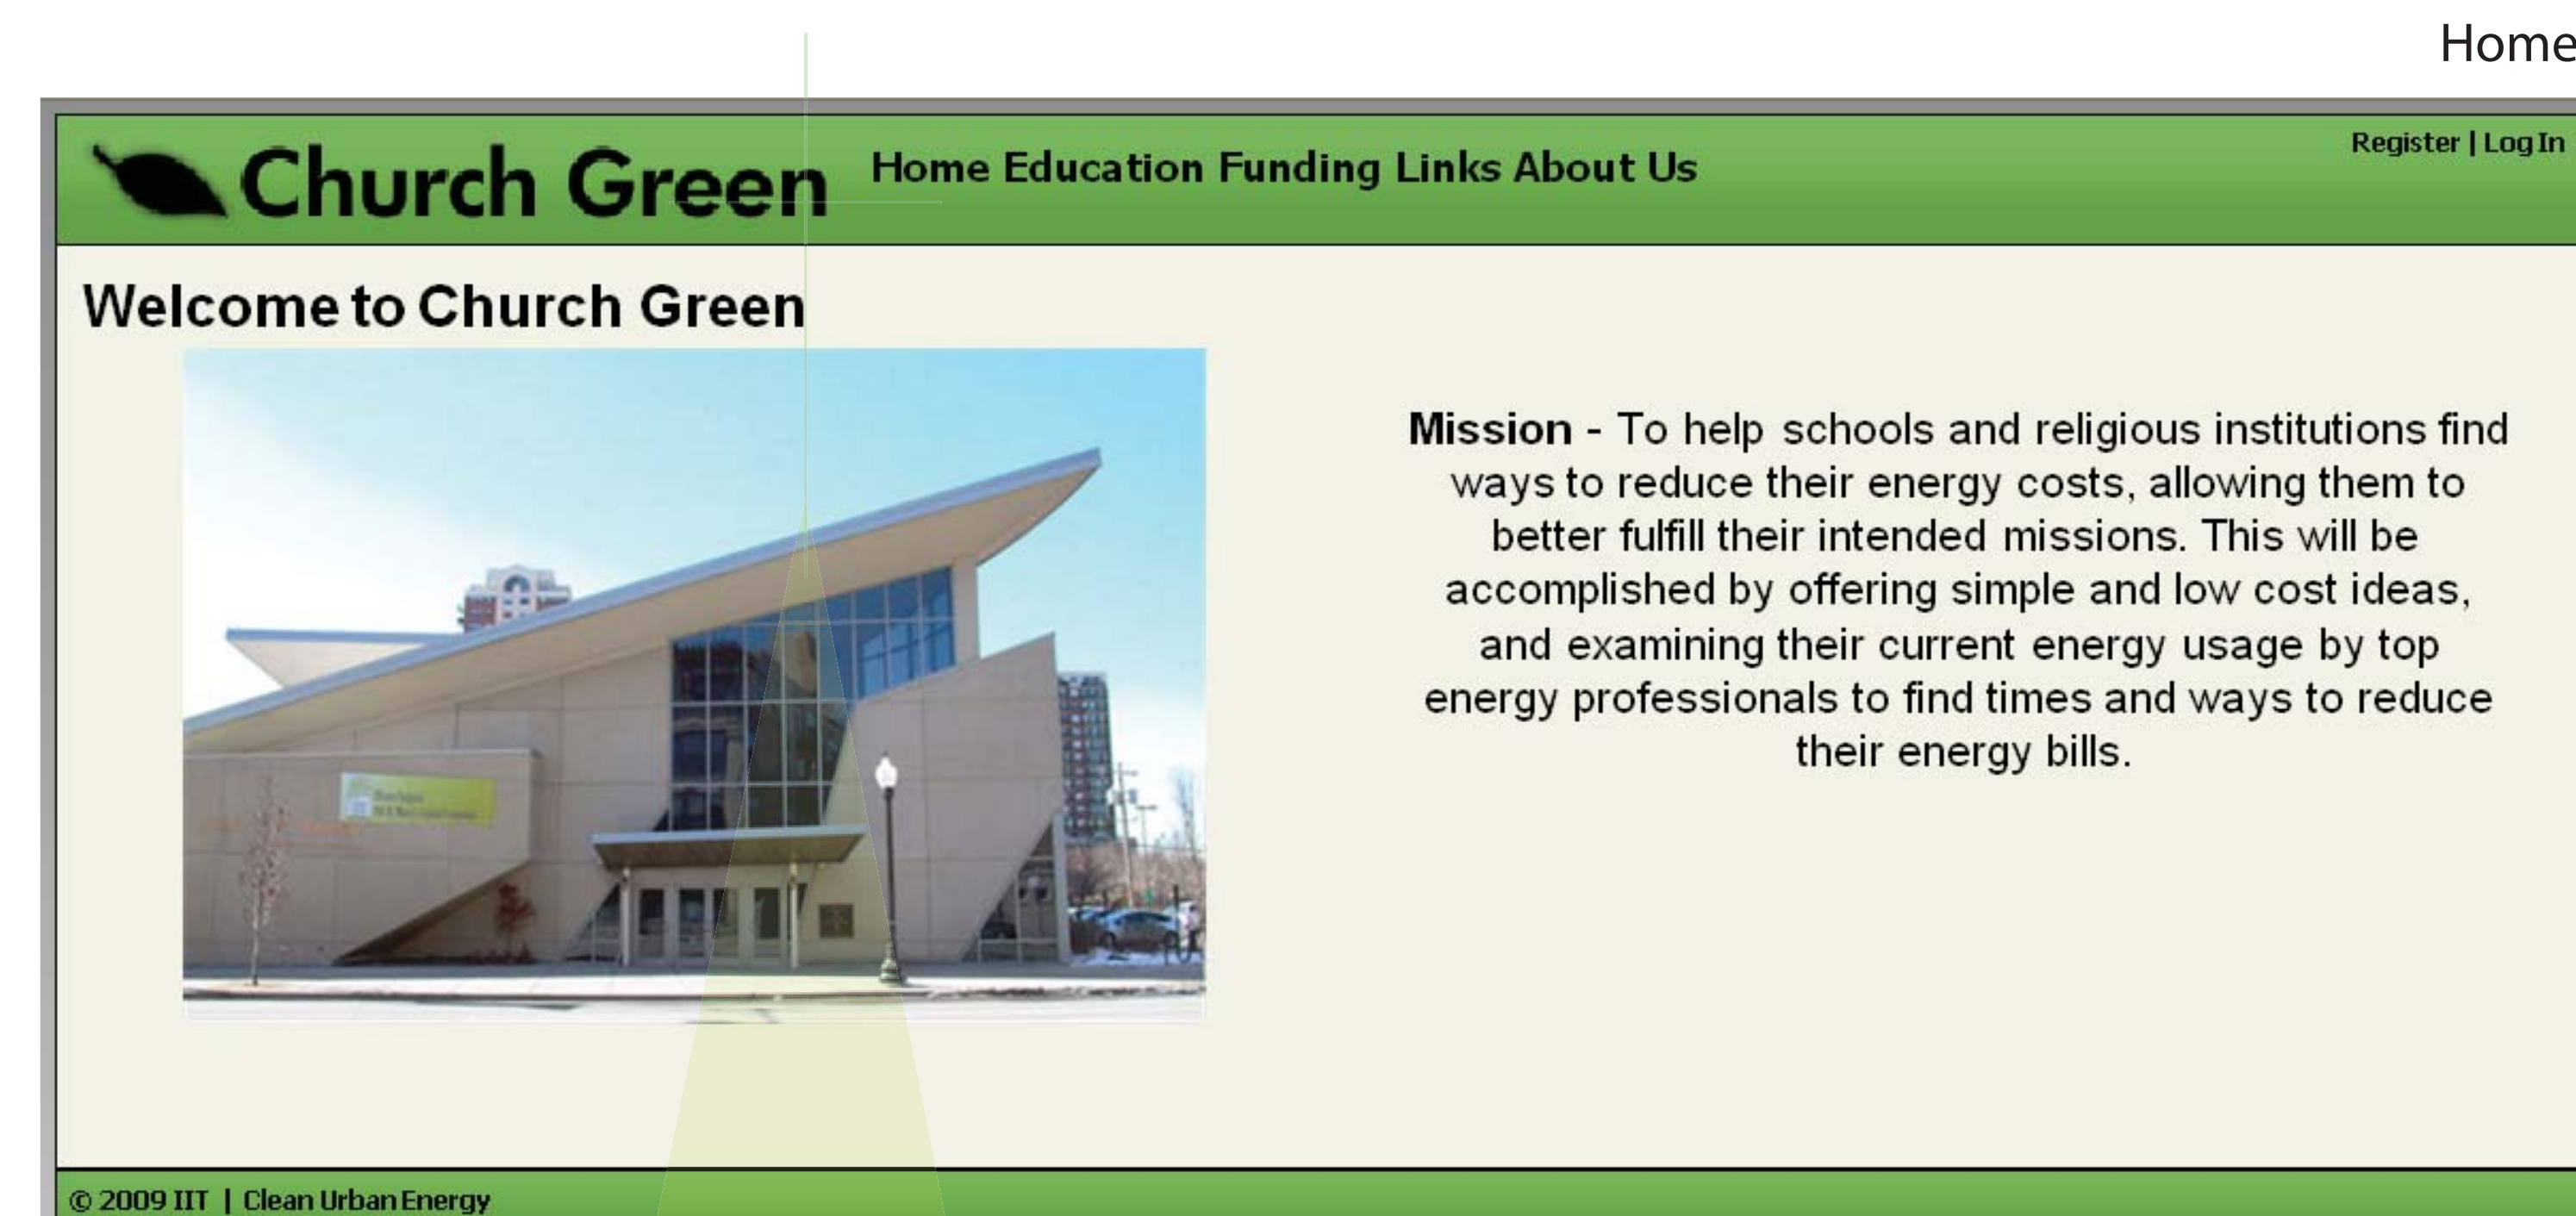 Home
Register | Log In
Church Green
Home Education Funding Links About Us
Welcome to Church Green
Mission - To help schools and religious institutions find
ways to reduce their energy costs, allowing them to
better fulfill their intended missions. This will be
accomplished by offering simple and low cost ideas,
and examining their current energy usage by top
energy professionals to find times and ways to reduce
their energy bills.
© 2009 IIT | Clean Urban Energy